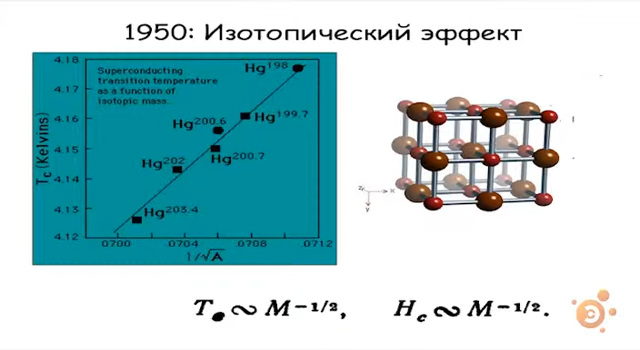 1950: Изотопический эффект
Superconducting
transition temperature
as a function of
isotopic mass.
Tc (Kelvins)
4.18
4.17
4.16
4.15
4.14
4.13
4.12
Hg198
Hg199.7
Hg200.6
Hg200.7
Hg202
Hg203.4
.0700 .0704 .0708 .0712
1/√A
z x
y
T M⁻¹/², H꜀ ∾ M⁻¹/².